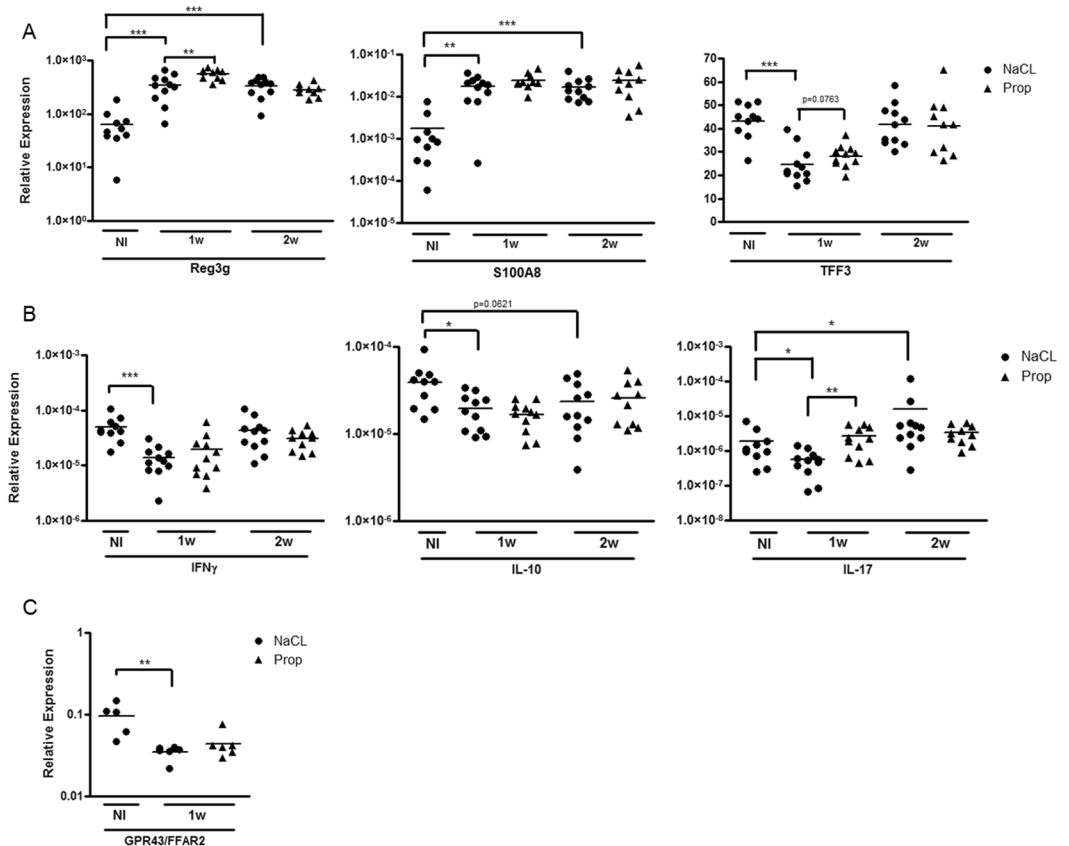 A
Relative Expression
1.0×10³
1.0×10²
1.0×10¹
1.0×10⁰
***
***
**
NI
1w
2w
Reg3g
1.0×10⁻¹
1.0×10⁻²
1.0×10⁻³
1.0×10⁻⁴
1.0×10⁻⁵
***
**
NI
1w
2w
S100A8
70
60
50
40
30
20
10
0
***
p=0.0763
NI
1w
2w
TFF3
NaCL
Prop
B
Relative Expression
1.0×10⁻³
1.0×10⁻⁴
1.0×10⁻⁵
1.0×10⁻⁶
***
NI
1w
2w
IFNγ
1.0×10⁻⁴
1.0×10⁻⁵
1.0×10⁻⁶
p=0.0621
*
NI
1w
2w
IL-10
1.0×10⁻³
1.0×10⁻⁴
1.0×10⁻⁵
1.0×10⁻⁶
1.0×10⁻⁷
1.0×10⁻⁸
*
*
**
NI
1w
2w
IL-17
NaCL
Prop
C
Relative Expression
1
0.1
0.01
**
NI
1w
GPR43/FFAR2
NaCL
Prop